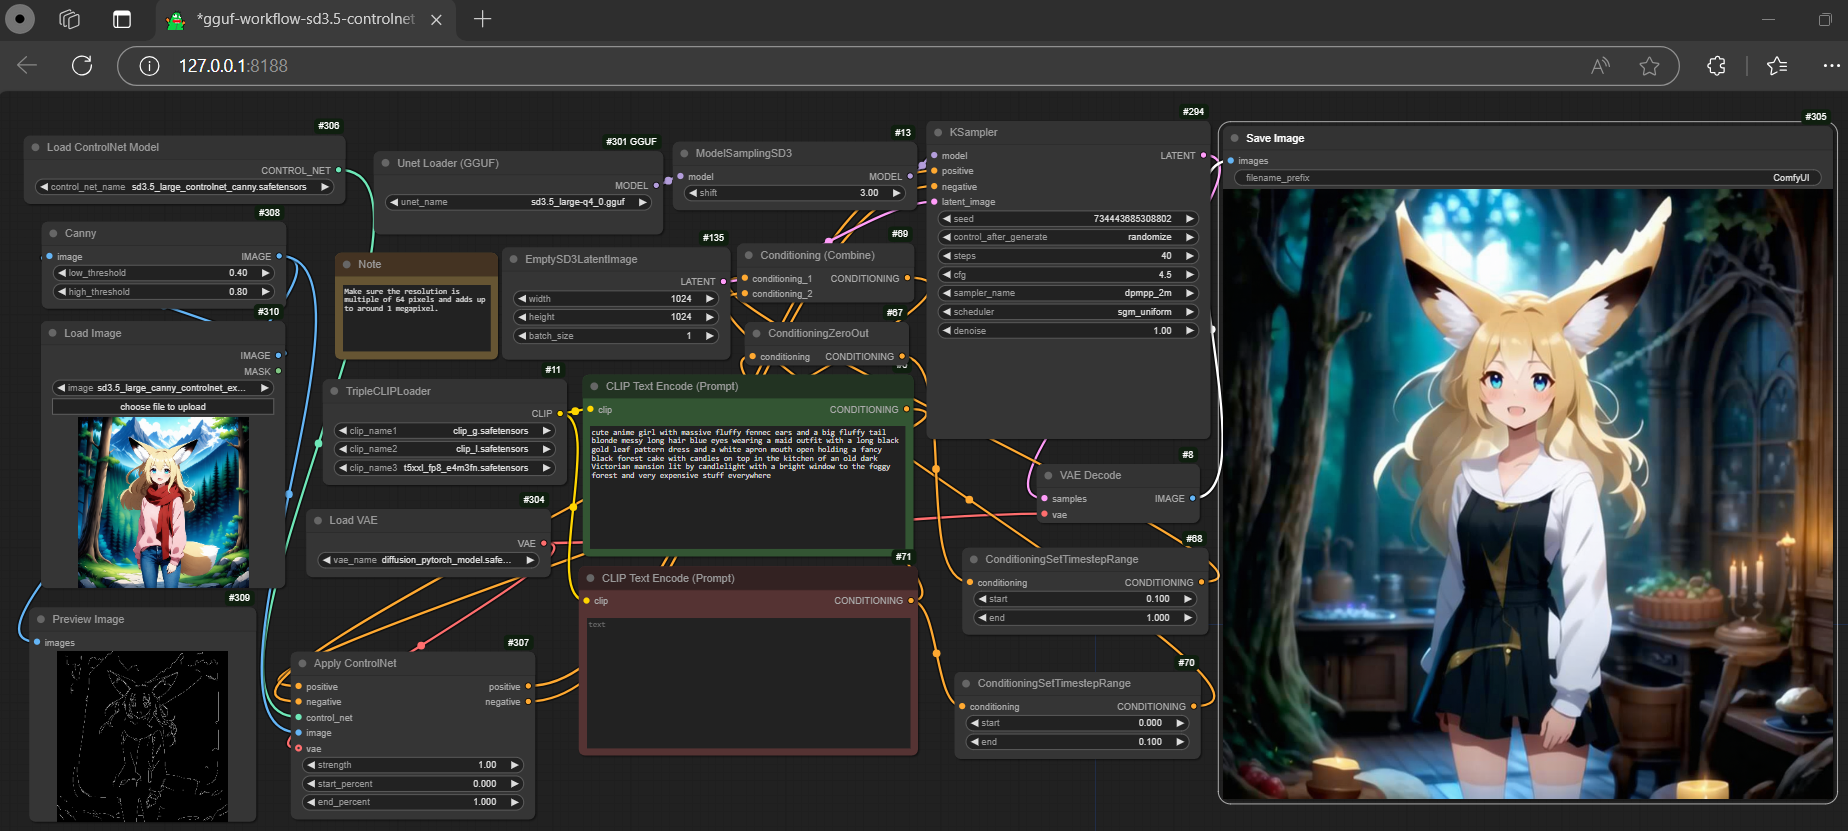 *gguf-workflow-sd3.5-controlnet
127.0.0.1:8188
#306
Load ControlNet Model
CONTROL_NET
control_net_name sd3.5_large_controlnet_canny.safetensors
#308
Canny
image IMAGE
low_threshold 0.40
high_threshold 0.80
#310
Load Image
IMAGE
MASK
image sd3.5_large_canny_controlnet_ex...
choose file to upload
#309
Preview Image
images
#301 GGUF
Unet Loader (GGUF)
MODEL
unet_name sd3.5_large-q4_0.gguf
Note
Make sure the resolution is
multiple of 64 pixels and adds up
to around 1 megapixel.
#135
EmptySD3LatentImage
LATENT
width 1024
height 1024
batch_size 1
#11
TripleCLIPLoader
CLIP
clip_name1 clip_g.safetensors
clip_name2 clip_l.safetensors
clip_name3 t5xxl_fp8_e4m3fn.safetensors
#304
Load VAE
VAE
vae_name diffusion_pytorch_model.safe...
#307
Apply ControlNet
positive positive
negative negative
control_net
image
vae
strength 1.00
start_percent 0.000
end_percent 1.000
#13
ModelSamplingSD3
model MODEL
shift 3.00
#69
Conditioning (Combine)
conditioning_1 CONDITIONING
conditioning_2
#67
ConditioningZeroOut
conditioning CONDITIONING
CLIP Text Encode (Prompt)
clip CONDITIONING
cute anime girl with massive fluffy fennec ears and a big fluffy tail
blonde messy long hair blue eyes wearing a maid outfit with a long black
gold leaf pattern dress and a white apron mouth open holding a fancy
black forest cake with candles on top in the kitchen of an old dark
Victorian mansion lit by candlelight with a bright window to the foggy
forest and very expensive stuff everywhere
#71
CLIP Text Encode (Prompt)
clip CONDITIONING
text
#294
KSampler
model LATENT
positive
negative
latent_image
seed 734443685308802
control_after_generate randomize
steps 40
cfg 4.5
sampler_name dpmpp_2m
scheduler sgm_uniform
denoise 1.00
#8
VAE Decode
samples IMAGE
vae
#68
ConditioningSetTimestepRange
conditioning CONDITIONING
start 0.100
end 1.000
#70
ConditioningSetTimestepRange
conditioning CONDITIONING
start 0.000
end 0.100
#305
Save Image
images
filename_prefix ComfyUI